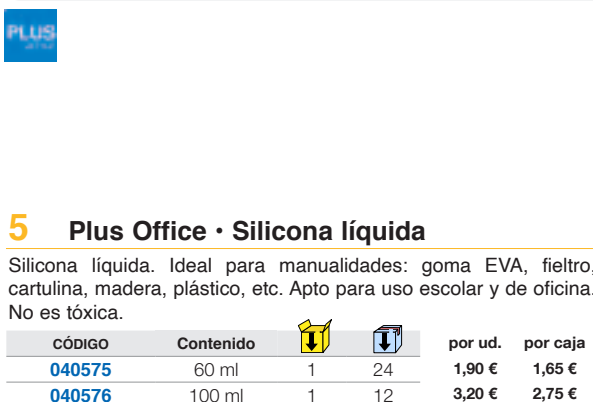 PLUS
5 Plus Office · Silicona líquida
Silicona líquida. Ideal para manualidades: goma EVA, fieltro,
cartulina, madera, plástico, etc. Apto para uso escolar y de oficina.
No es tóxica.
CÓDIGO Contenido por ud. por caja
040575 60 ml 1 24 1,90 € 1,65 €
040576 100 ml 1 12 3,20 € 2,75 €